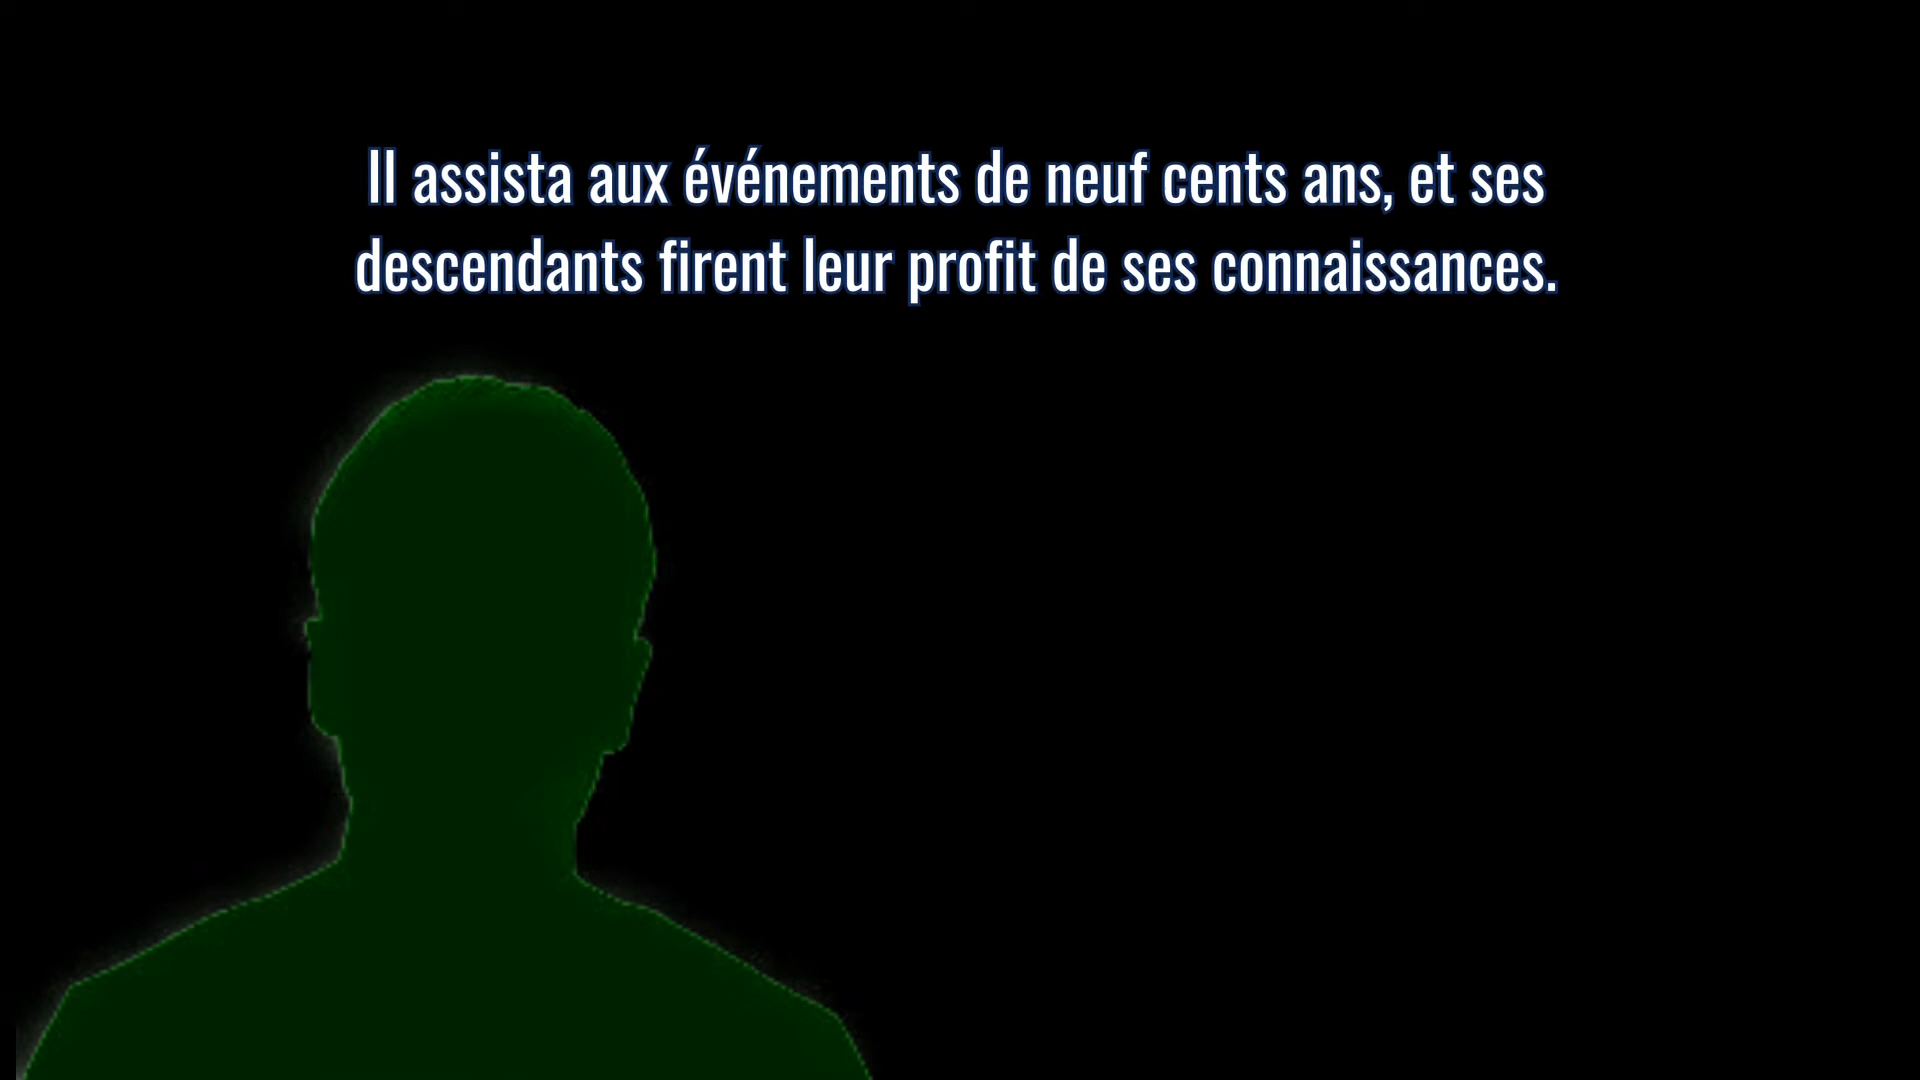 Il assista aux événements de neuf cents ans, et ses
descendants firent leur profit de ses connaissances.